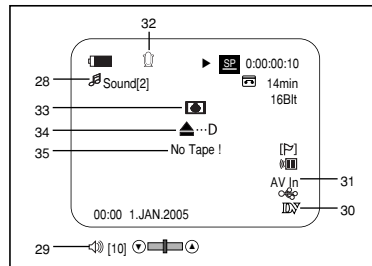 32
SP 0:00:00:10
28 Sound[2]
14min
16BIt
33
34 ...D
35 No Tape !
AV In 31
30
00:00 1.JAN.2005
29 [10]